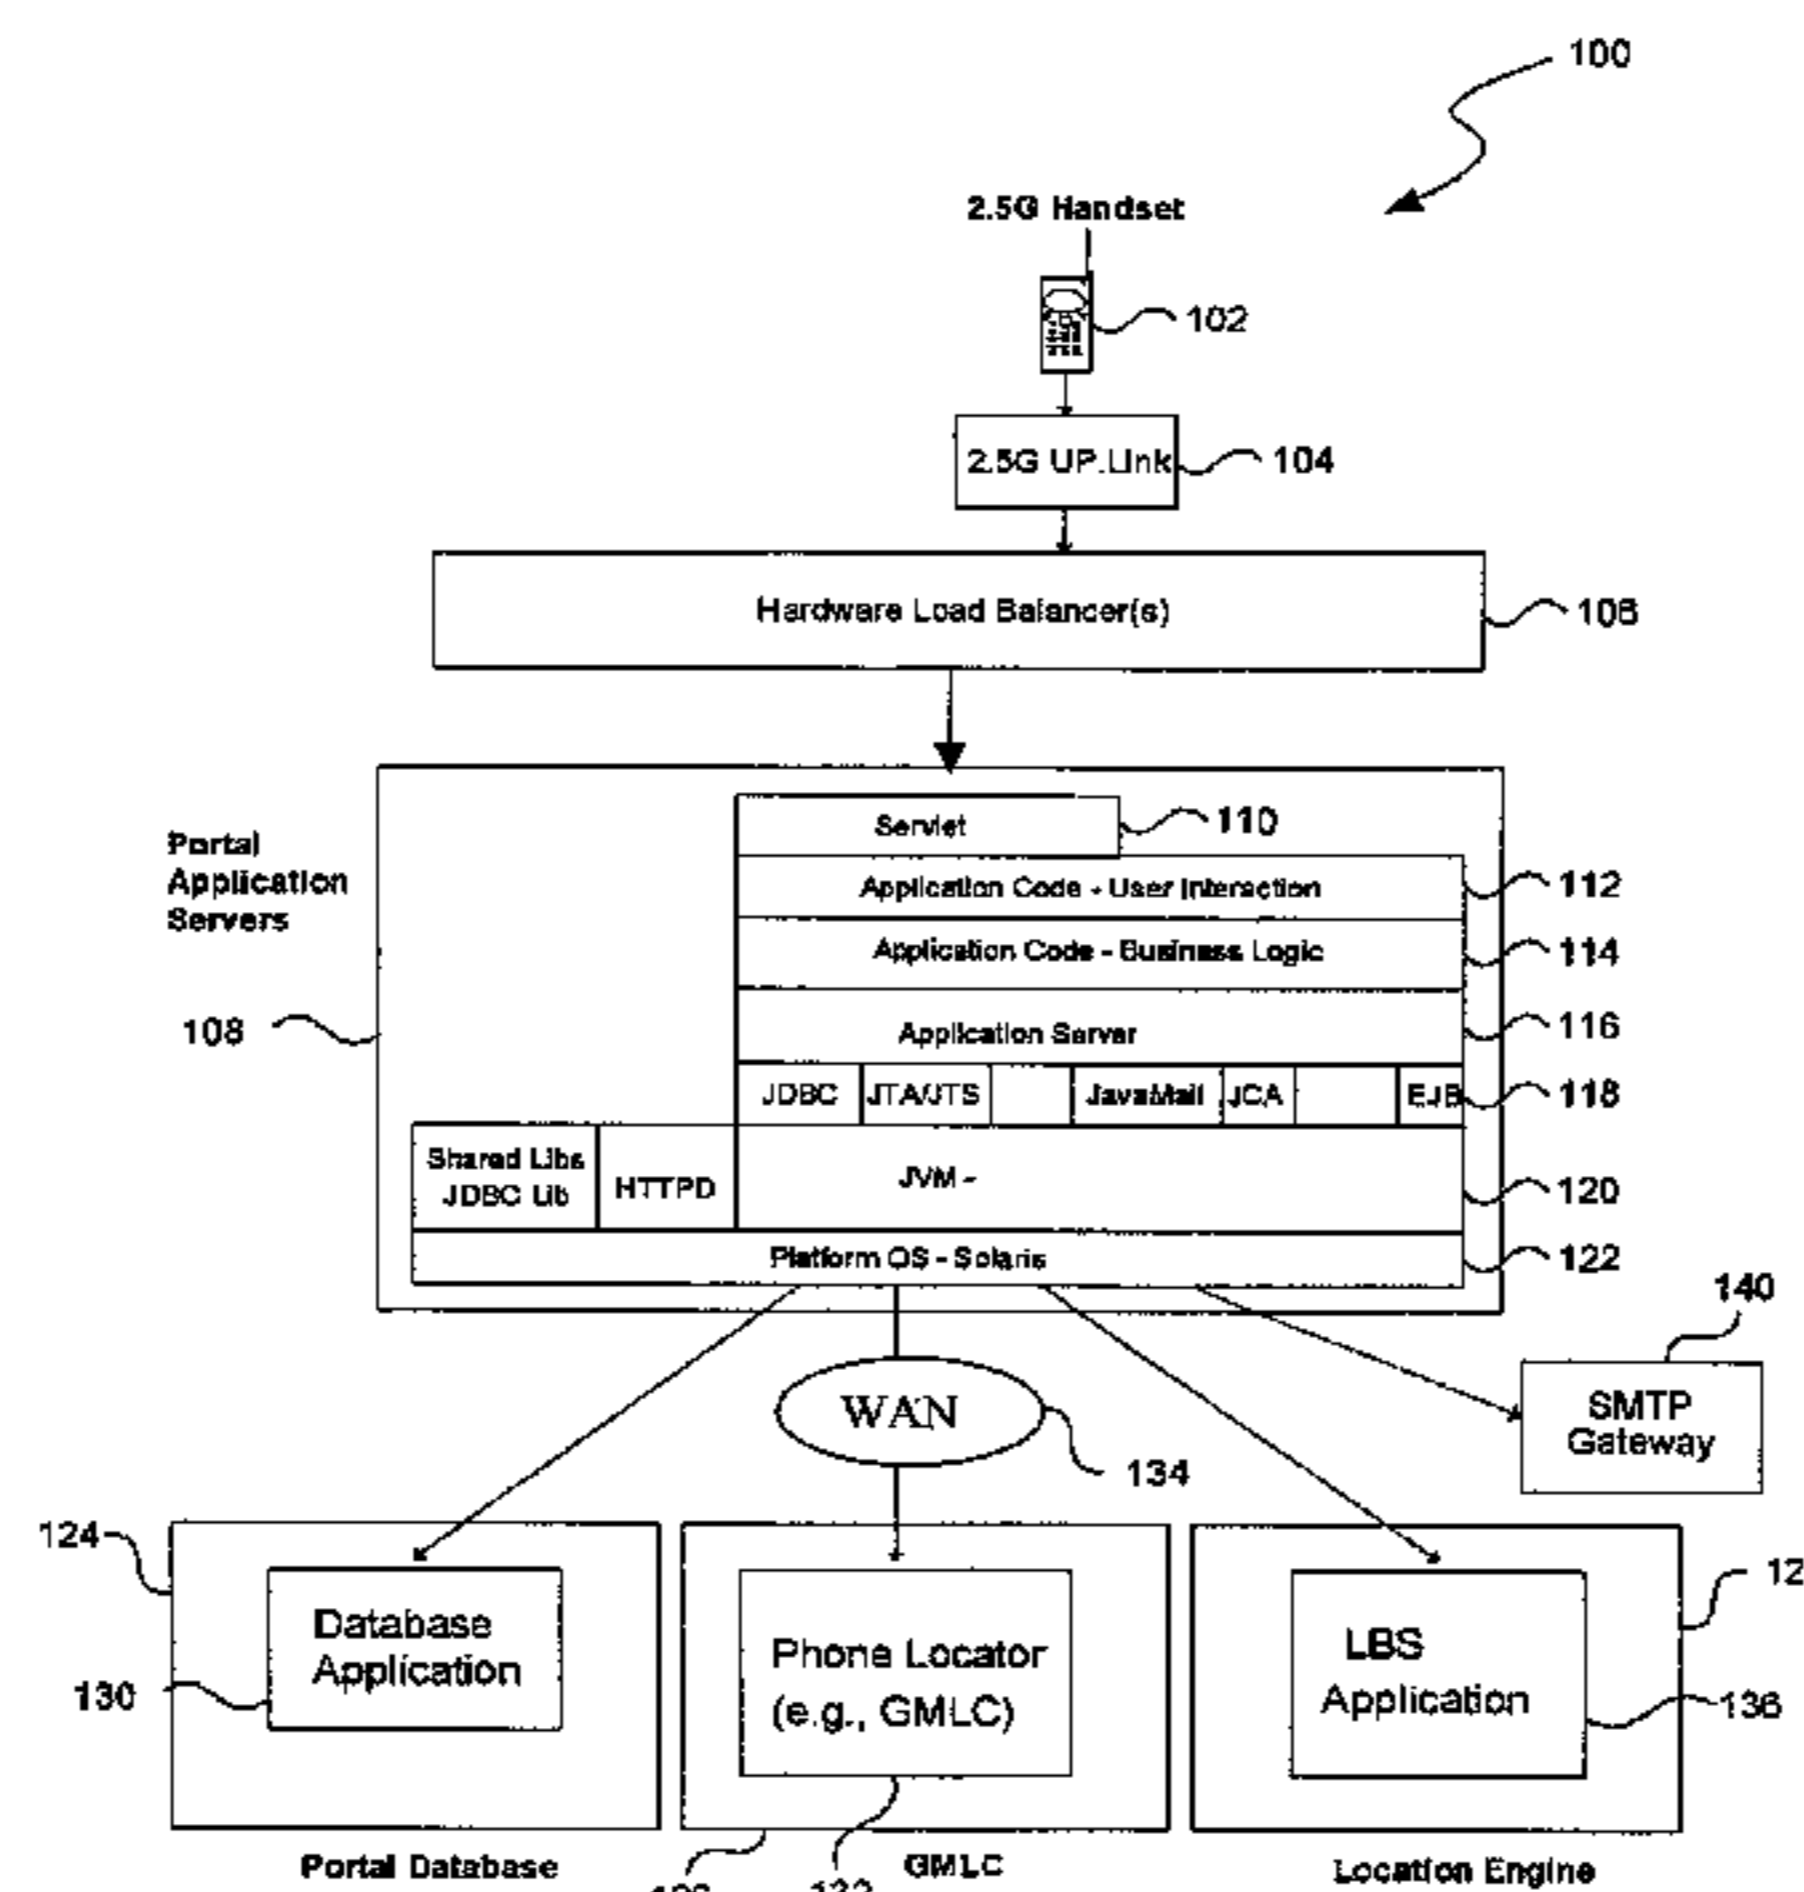 100
2.5G Handset
102
2.5G UP.Link
104
Hardware Load Balancer(s)
106
Portal
Application
Servers
108
Servlet
110
Application Code - User Interaction
112
Application Code - Business Logic
114
Application Server
116
JDBC JTA/JTS JavaMail JCA EJB
118
Shared Libs
JDBC Lib
HTTPD
JVM -
120
Platform OS - Solaris
122
140
SMTP
Gateway
WAN
134
124
Database
Application
130
Phone Locator
(e.g., GMLC)
LBS
Application
136
Portal Database
GMLC
Location Engine